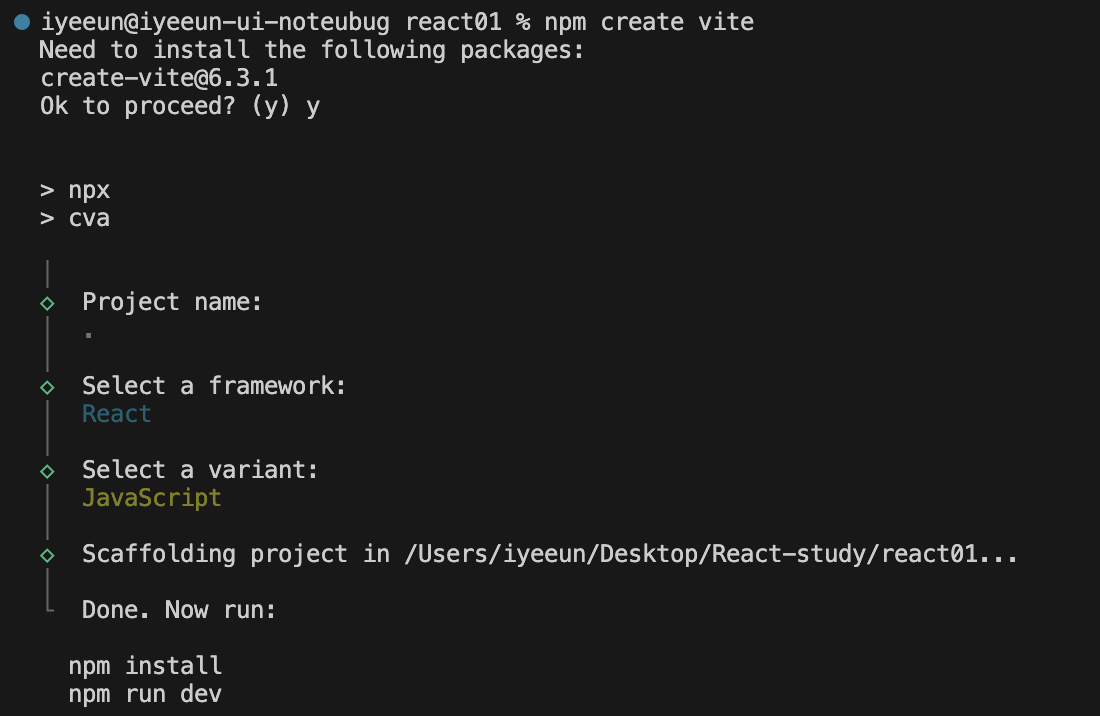 iyeeun@iyeeun-ui-noteubug react01 % npm create vite
Need to install the following packages:
create-vite@6.3.1
Ok to proceed? (y) y
> npx
> cva
Project name:
.
Select a framework:
React
Select a variant:
JavaScript
Scaffolding project in /Users/iyeeun/Desktop/React-study/react01...
Done. Now run:
npm install
npm run dev